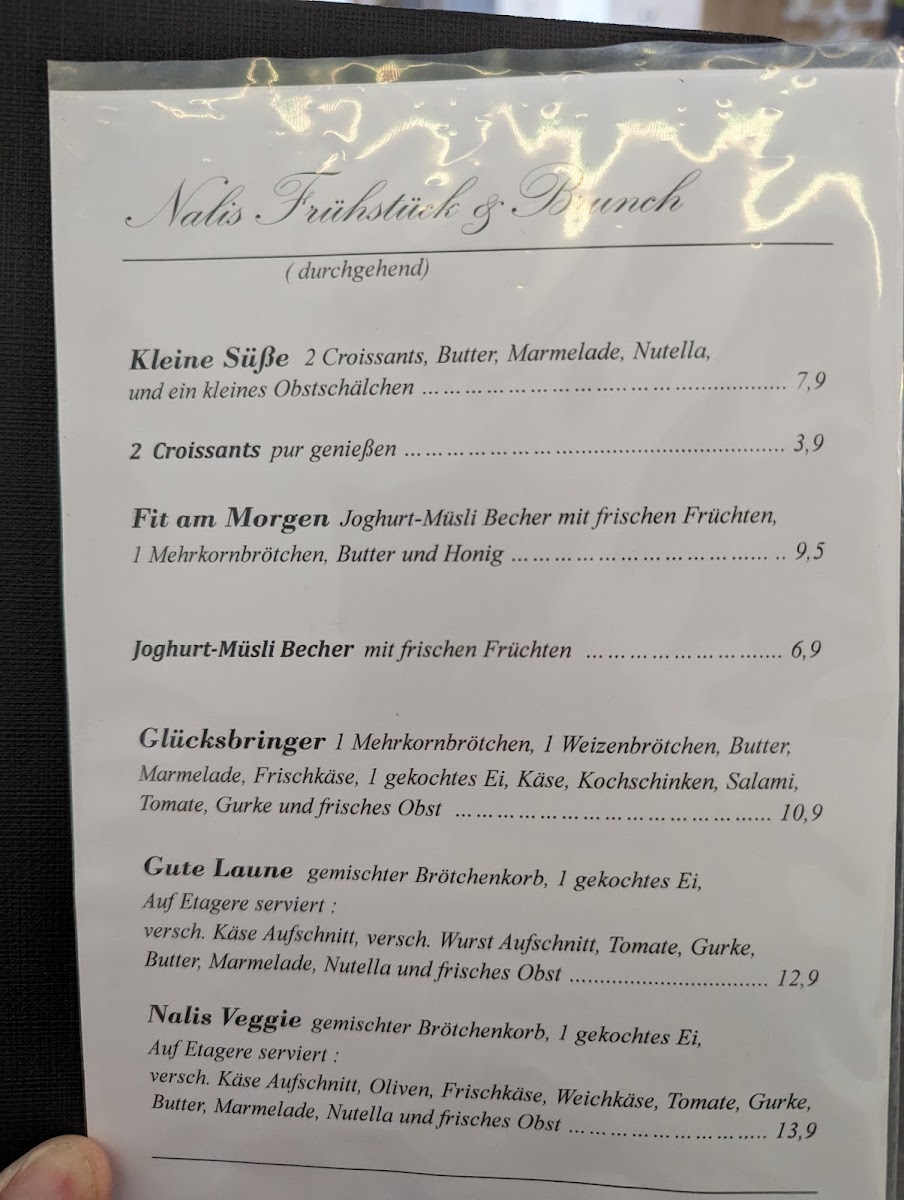 Nalis Frühstück & Brunch
( durchgehend)
Kleine Süße 2 Croissants, Butter, Marmelade, Nutella,
und ein kleines Obstschälchen ................................................ 7,9
2 Croissants pur genießen ................................................ 3,9
Fit am Morgen Joghurt-Müsli Becher mit frischen Früchten,
1 Mehrkornbrötchen, Butter und Honig ................................ 9,5
Joghurt-Müsli Becher mit frischen Früchten ........................ 6,9
Glücksbringer 1 Mehrkornbrötchen, 1 Weizenbrötchen, Butter,
Marmelade, Frischkäse, 1 gekochtes Ei, Käse, Kochschinken, Salami,
Tomate, Gurke und frisches Obst ........................................ 10,9
Gute Laune gemischter Brötchenkorb, 1 gekochtes Ei,
Auf Etagere serviert :
versch. Käse Aufschnitt, versch. Wurst Aufschnitt, Tomate, Gurke,
Butter, Marmelade, Nutella und frisches Obst .................................. 12,9
Nalis Veggie gemischter Brötchenkorb, 1 gekochtes Ei,
Auf Etagere serviert :
versch. Käse Aufschnitt, Oliven, Frischkäse, Weichkäse, Tomate, Gurke,
Butter, Marmelade, Nutella und frisches Obst .......................... 13,9